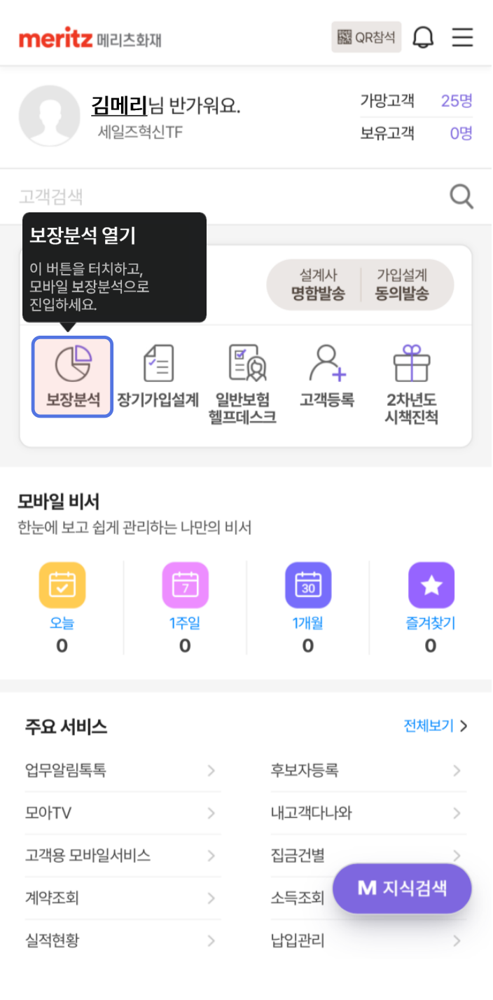 meritz 메리츠화재
QR참석
김메리님 반가워요.
세일즈혁신TF
가망고객 25명
보유고객 0명
고객검색
보장분석 열기
이 버튼을 터치하고,
모바일 보장분석으로
진입하세요.
설계사
명함발송
가입설계
동의발송
보장분석
장기가입설계
일반보험
헬프데스크
고객등록
2차년도
시책진척
모바일 비서
한눈에 보고 쉽게 관리하는 나만의 비서
7
30
오늘 1주일 1개월 즐겨찾기
0 0 0 0
주요 서비스 전체보기
업무알림톡톡 후보자등록
모아TV 내고객다나와
고객용 모바일서비스 집금건별
계약조회 소득조회
M 지식검색
실적현황 납입관리